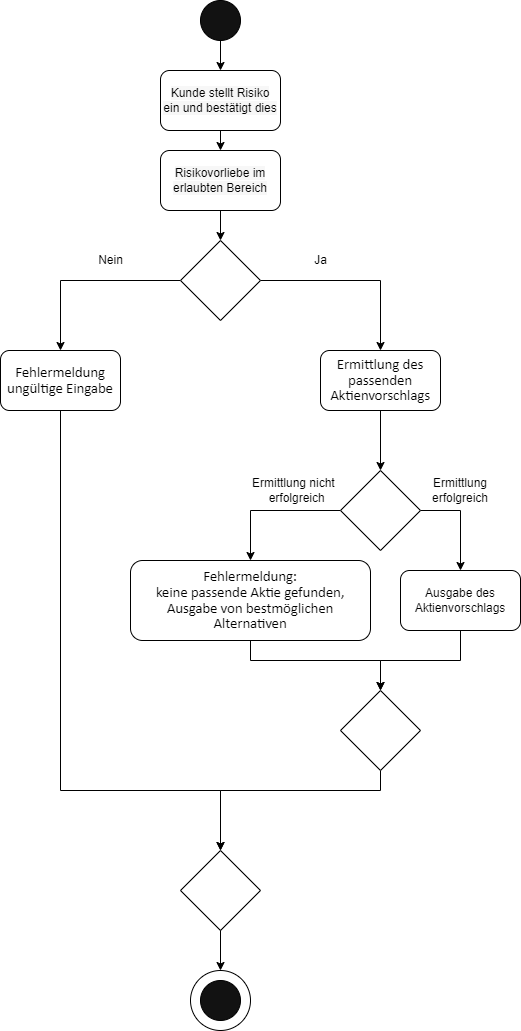 Kunde stellt Risiko
ein und bestätigt dies
Risikovorliebe im
erlaubten Bereich
Nein
Ja
Fehlermeldung
ungültige Eingabe
Ermittlung des
passenden
Aktienvorschlags
Ermittlung nicht
erfolgreich
Ermittlung
erfolgreich
Fehlermeldung:
keine passende Aktie gefunden,
Ausgabe von bestmöglichen
Alternativen
Ausgabe des
Aktienvorschlags